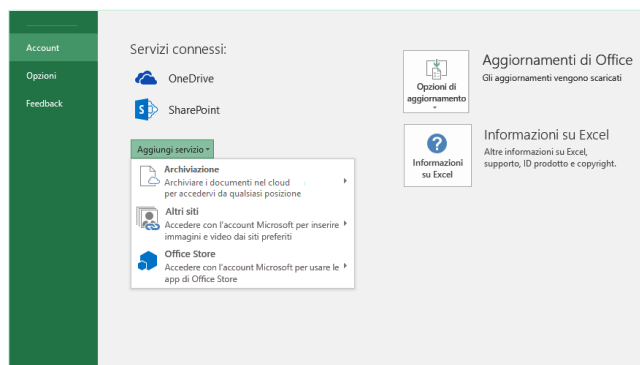 Account
Opzioni
Feedback
Servizi connessi:
OneDrive
SharePoint
Aggiungi servizio
Archiviazione
Archiviare i documenti nel cloud
per accedervi da qualsiasi posizione
Altri siti
Accedere con l'account Microsoft per inserire
immagini e video dai siti preferiti
Office Store
Accedere con l'account Microsoft per usare le
app di Office Store
Opzioni di
aggiornamento
Aggiornamenti di Office
Gli aggiornamenti vengono scaricati
Informazioni
su Excel
Informazioni su Excel
Altre informazioni su Excel,
supporto, ID prodotto e copyright.